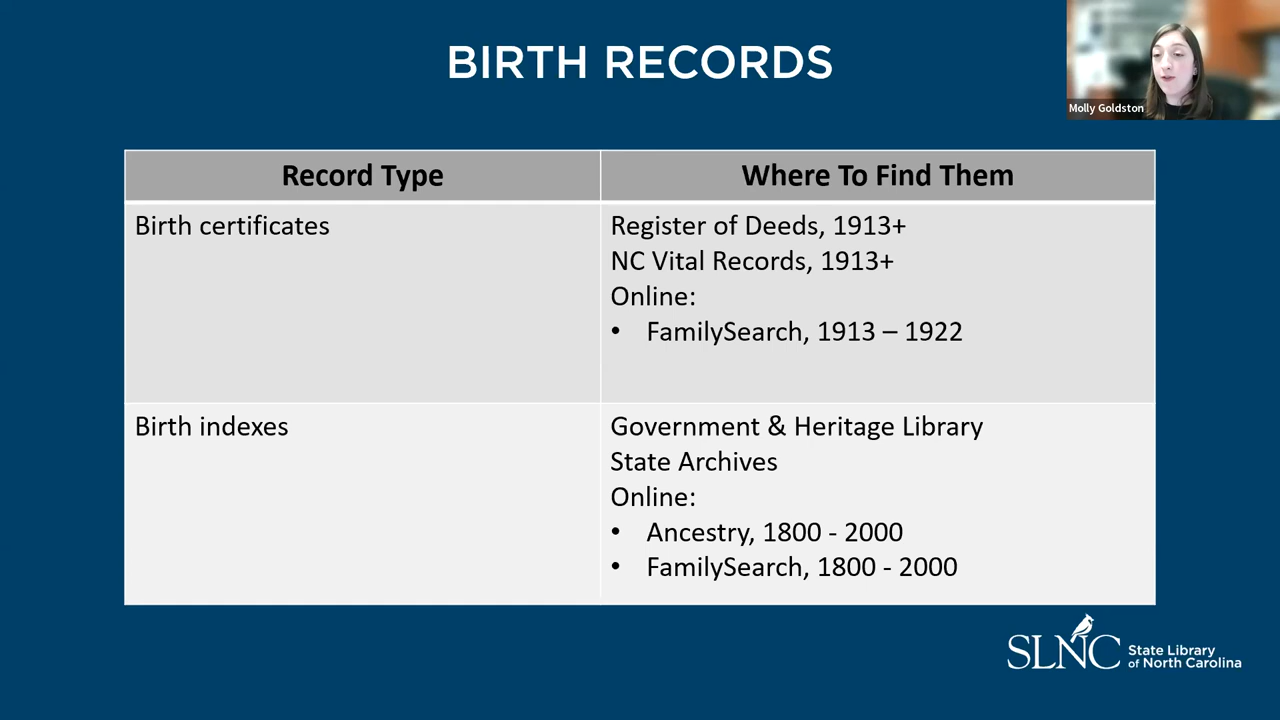 BIRTH RECORDS
Molly Goldston
Record Type
Where To Find Them
Birth certificates
Register of Deeds, 1913+
NC Vital Records, 1913+
Online:
• FamilySearch, 1913 – 1922
Birth indexes
Government & Heritage Library
State Archives
Online:
• Ancestry, 1800 - 2000
• FamilySearch, 1800 - 2000
SLNC
State Library
of North Carolina